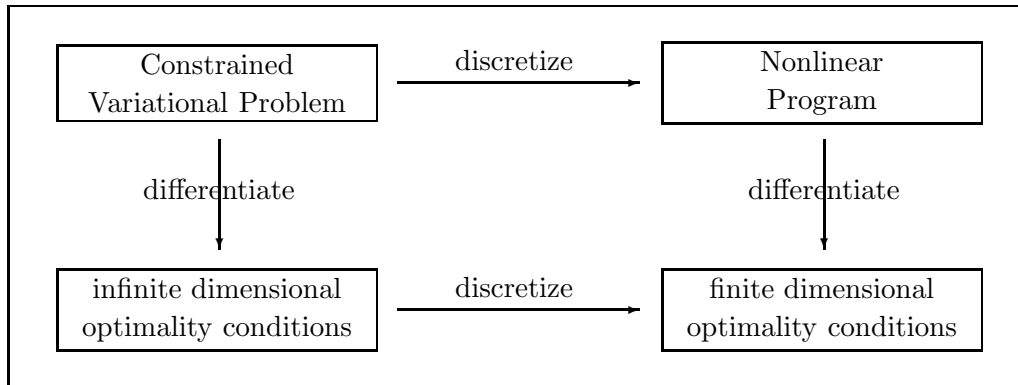 Constrained
Variational Problem
discretize
Nonlinear
Program
differentiate
differentiate
infinite dimensional
optimality conditions
discretize
finite dimensional
optimality conditions